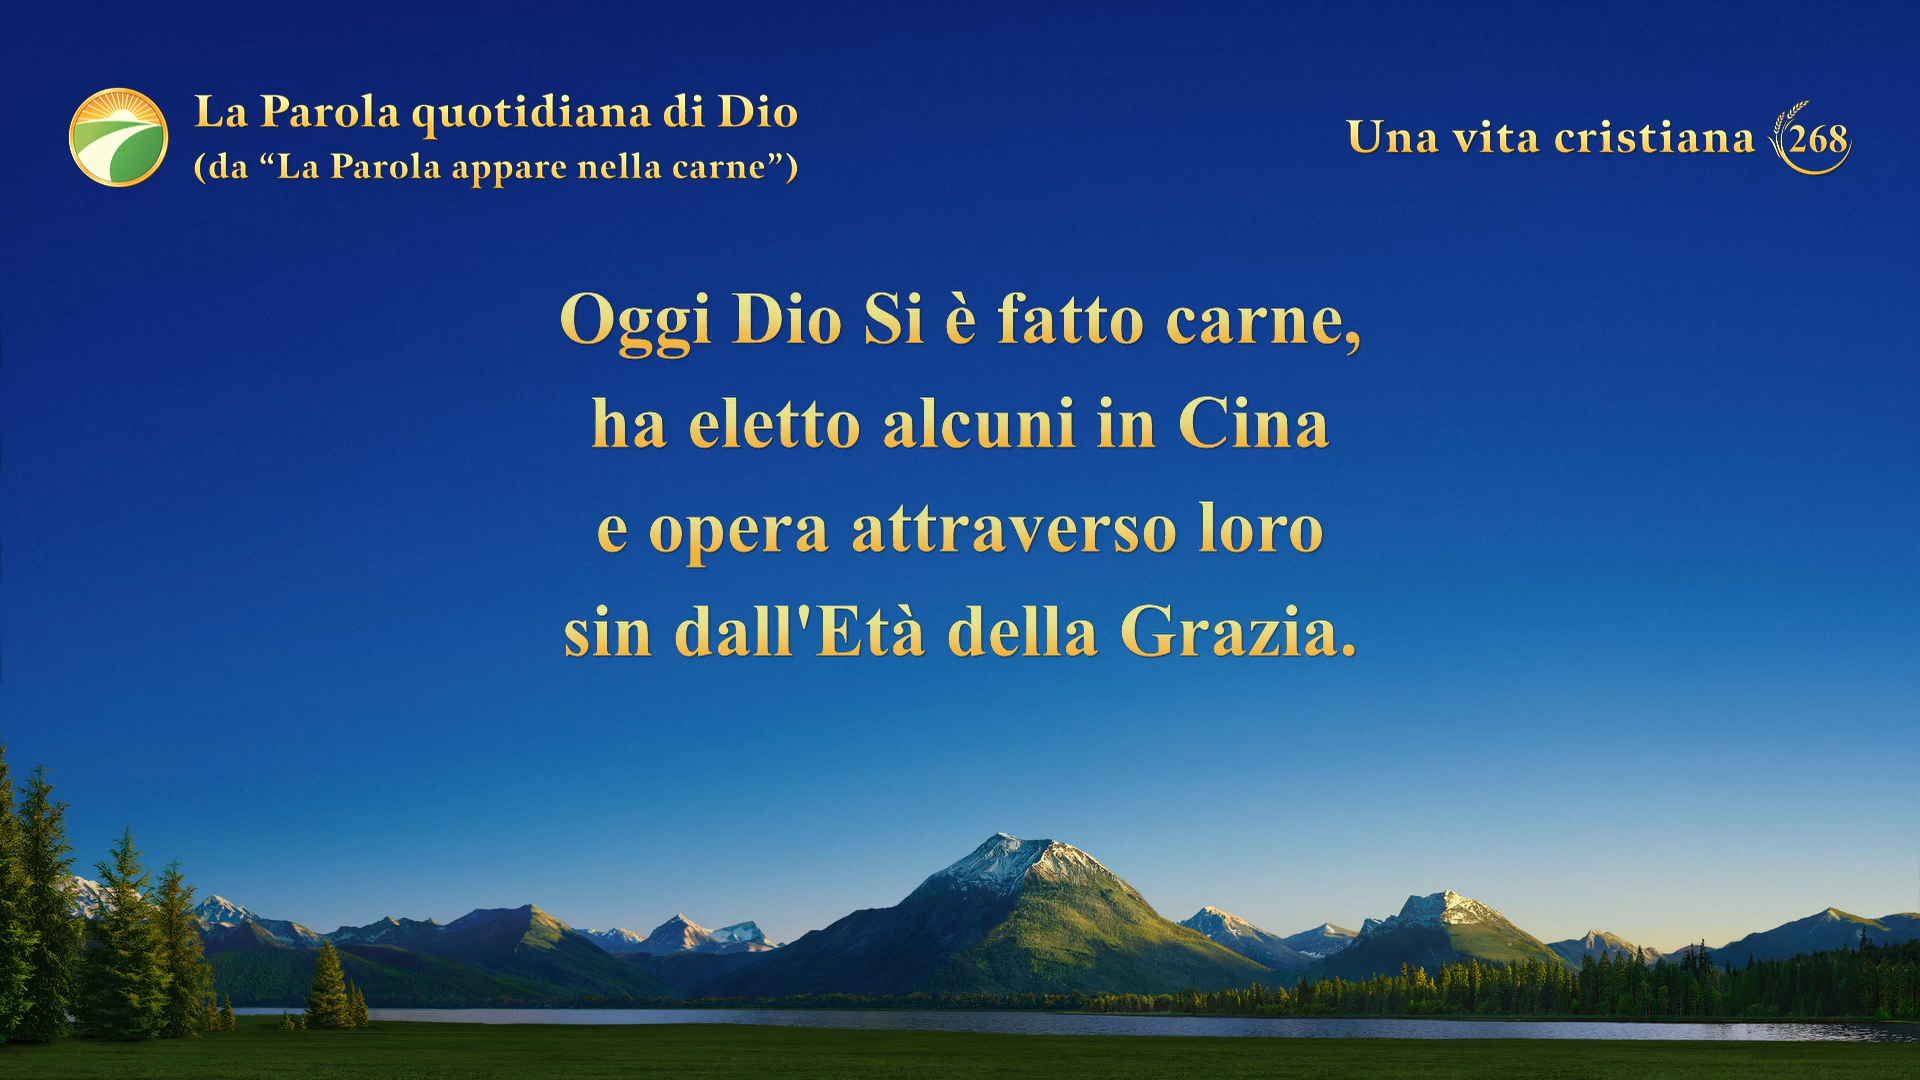 La Parola quotidiana di Dio
(da “La Parola appare nella carne”)
Una vita cristiana 268
Oggi Dio Si è fatto carne,
ha eletto alcuni in Cina
e opera attraverso loro
sin dall'Età della Grazia.